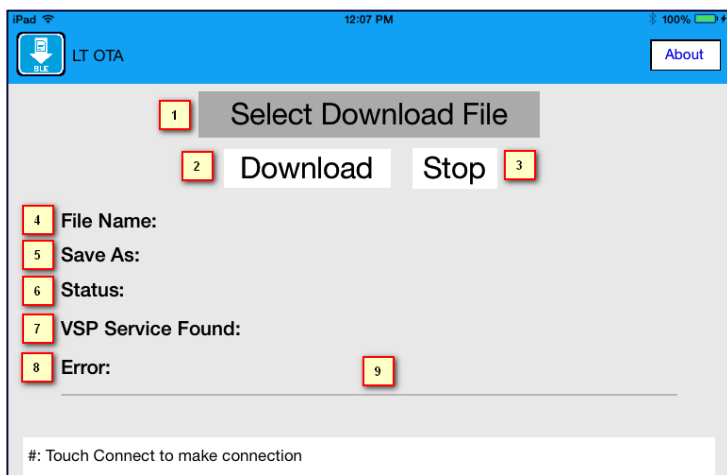 iPad 12:07 PM 100%
BLE
LT OTA About
1 Select Download File
2 Download Stop 3
4 File Name:
5 Save As:
6 Status:
7 VSP Service Found:
8 Error: 9
#: Touch Connect to make connection